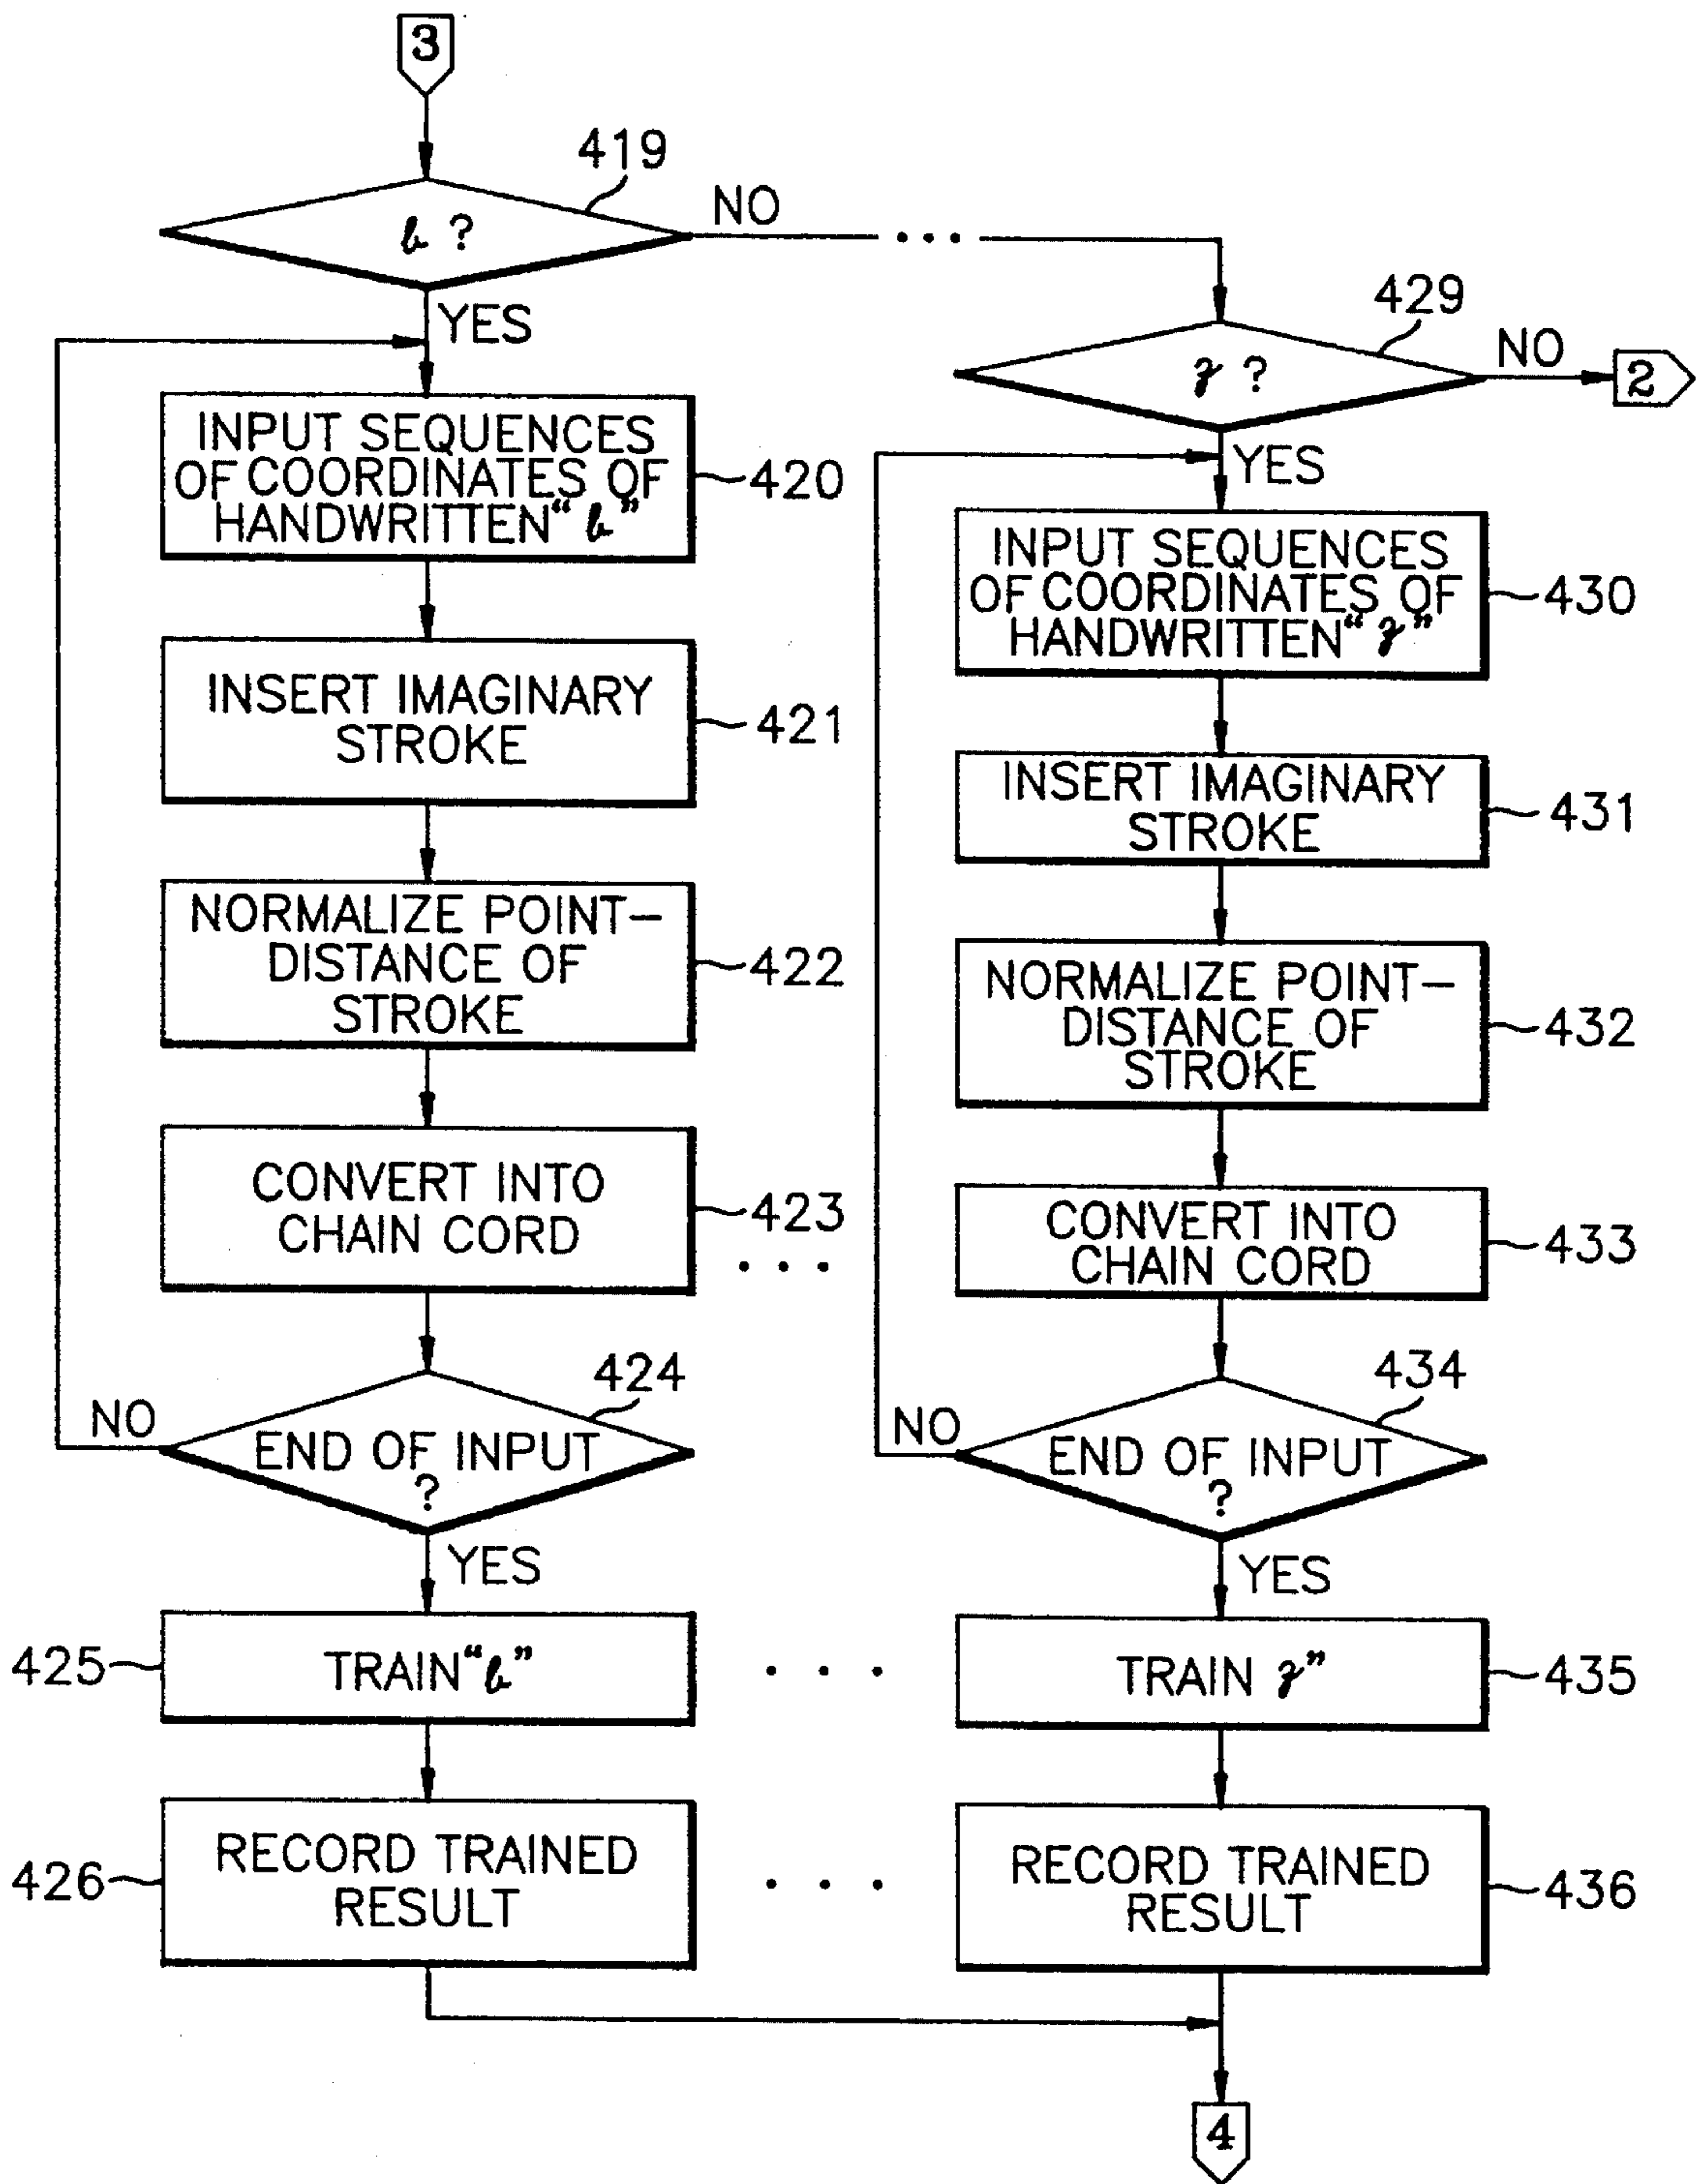 3
419
b ?
NO
...
YES
429
z ?
NO
2
INPUT SEQUENCES
OF COORDINATES OF
HANDWRITTEN "b"
420
YES
INPUT SEQUENCES
OF COORDINATES OF
HANDWRITTEN "z"
430
INSERT IMAGINARY
STROKE
421
INSERT IMAGINARY
STROKE
431
NORMALIZE POINT-
DISTANCE OF
STROKE
422
NORMALIZE POINT-
DISTANCE OF
STROKE
432
CONVERT INTO
CHAIN CORD
423
...
CONVERT INTO
CHAIN CORD
433
424
NO
END OF INPUT
?
YES
434
NO
END OF INPUT
?
YES
425
TRAIN "b"
...
TRAIN z"
435
426
RECORD TRAINED
RESULT
...
RECORD TRAINED
RESULT
436
4